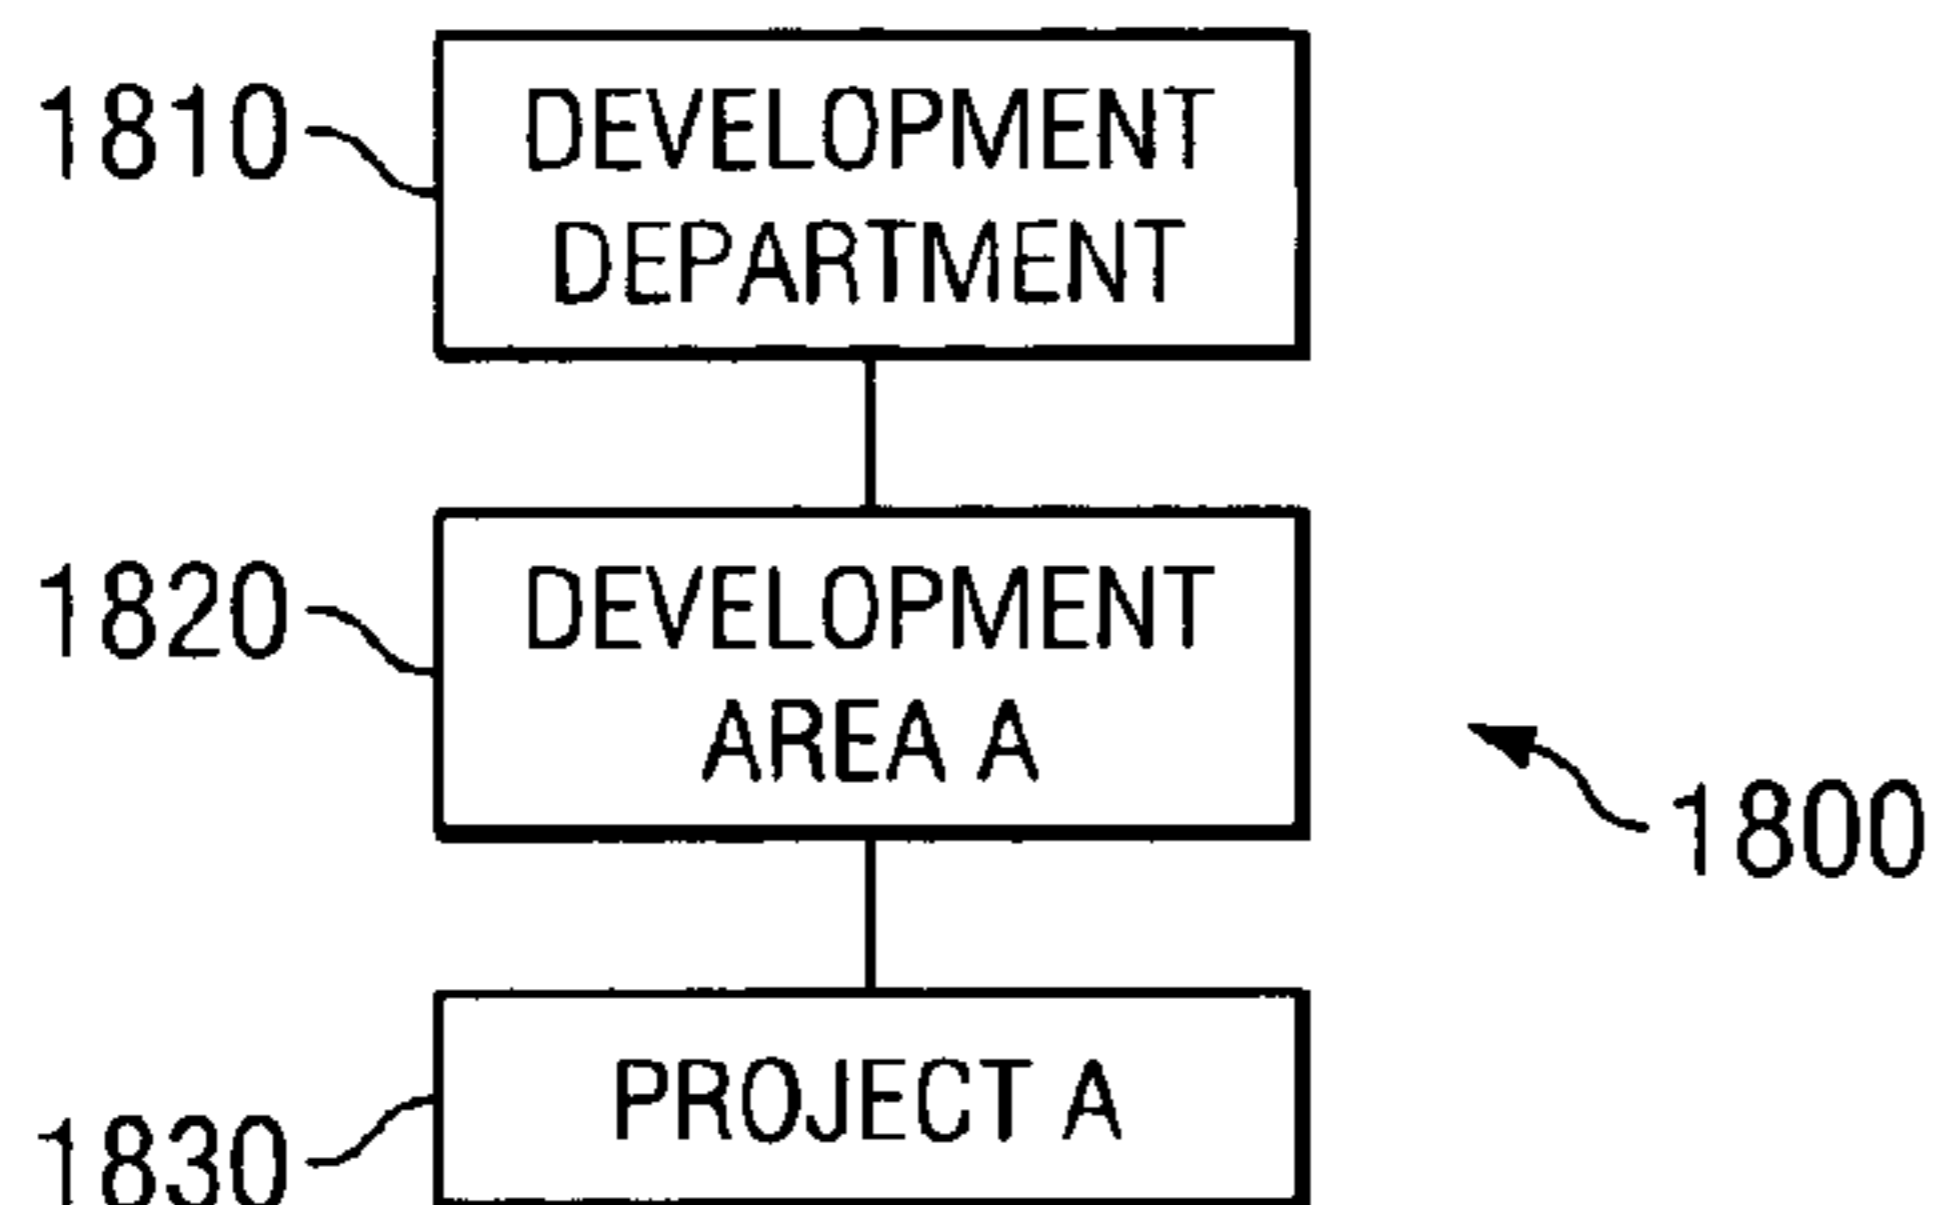 1810
DEVELOPMENT
DEPARTMENT
1820
DEVELOPMENT
AREA A
1800
PROJECT A
1830